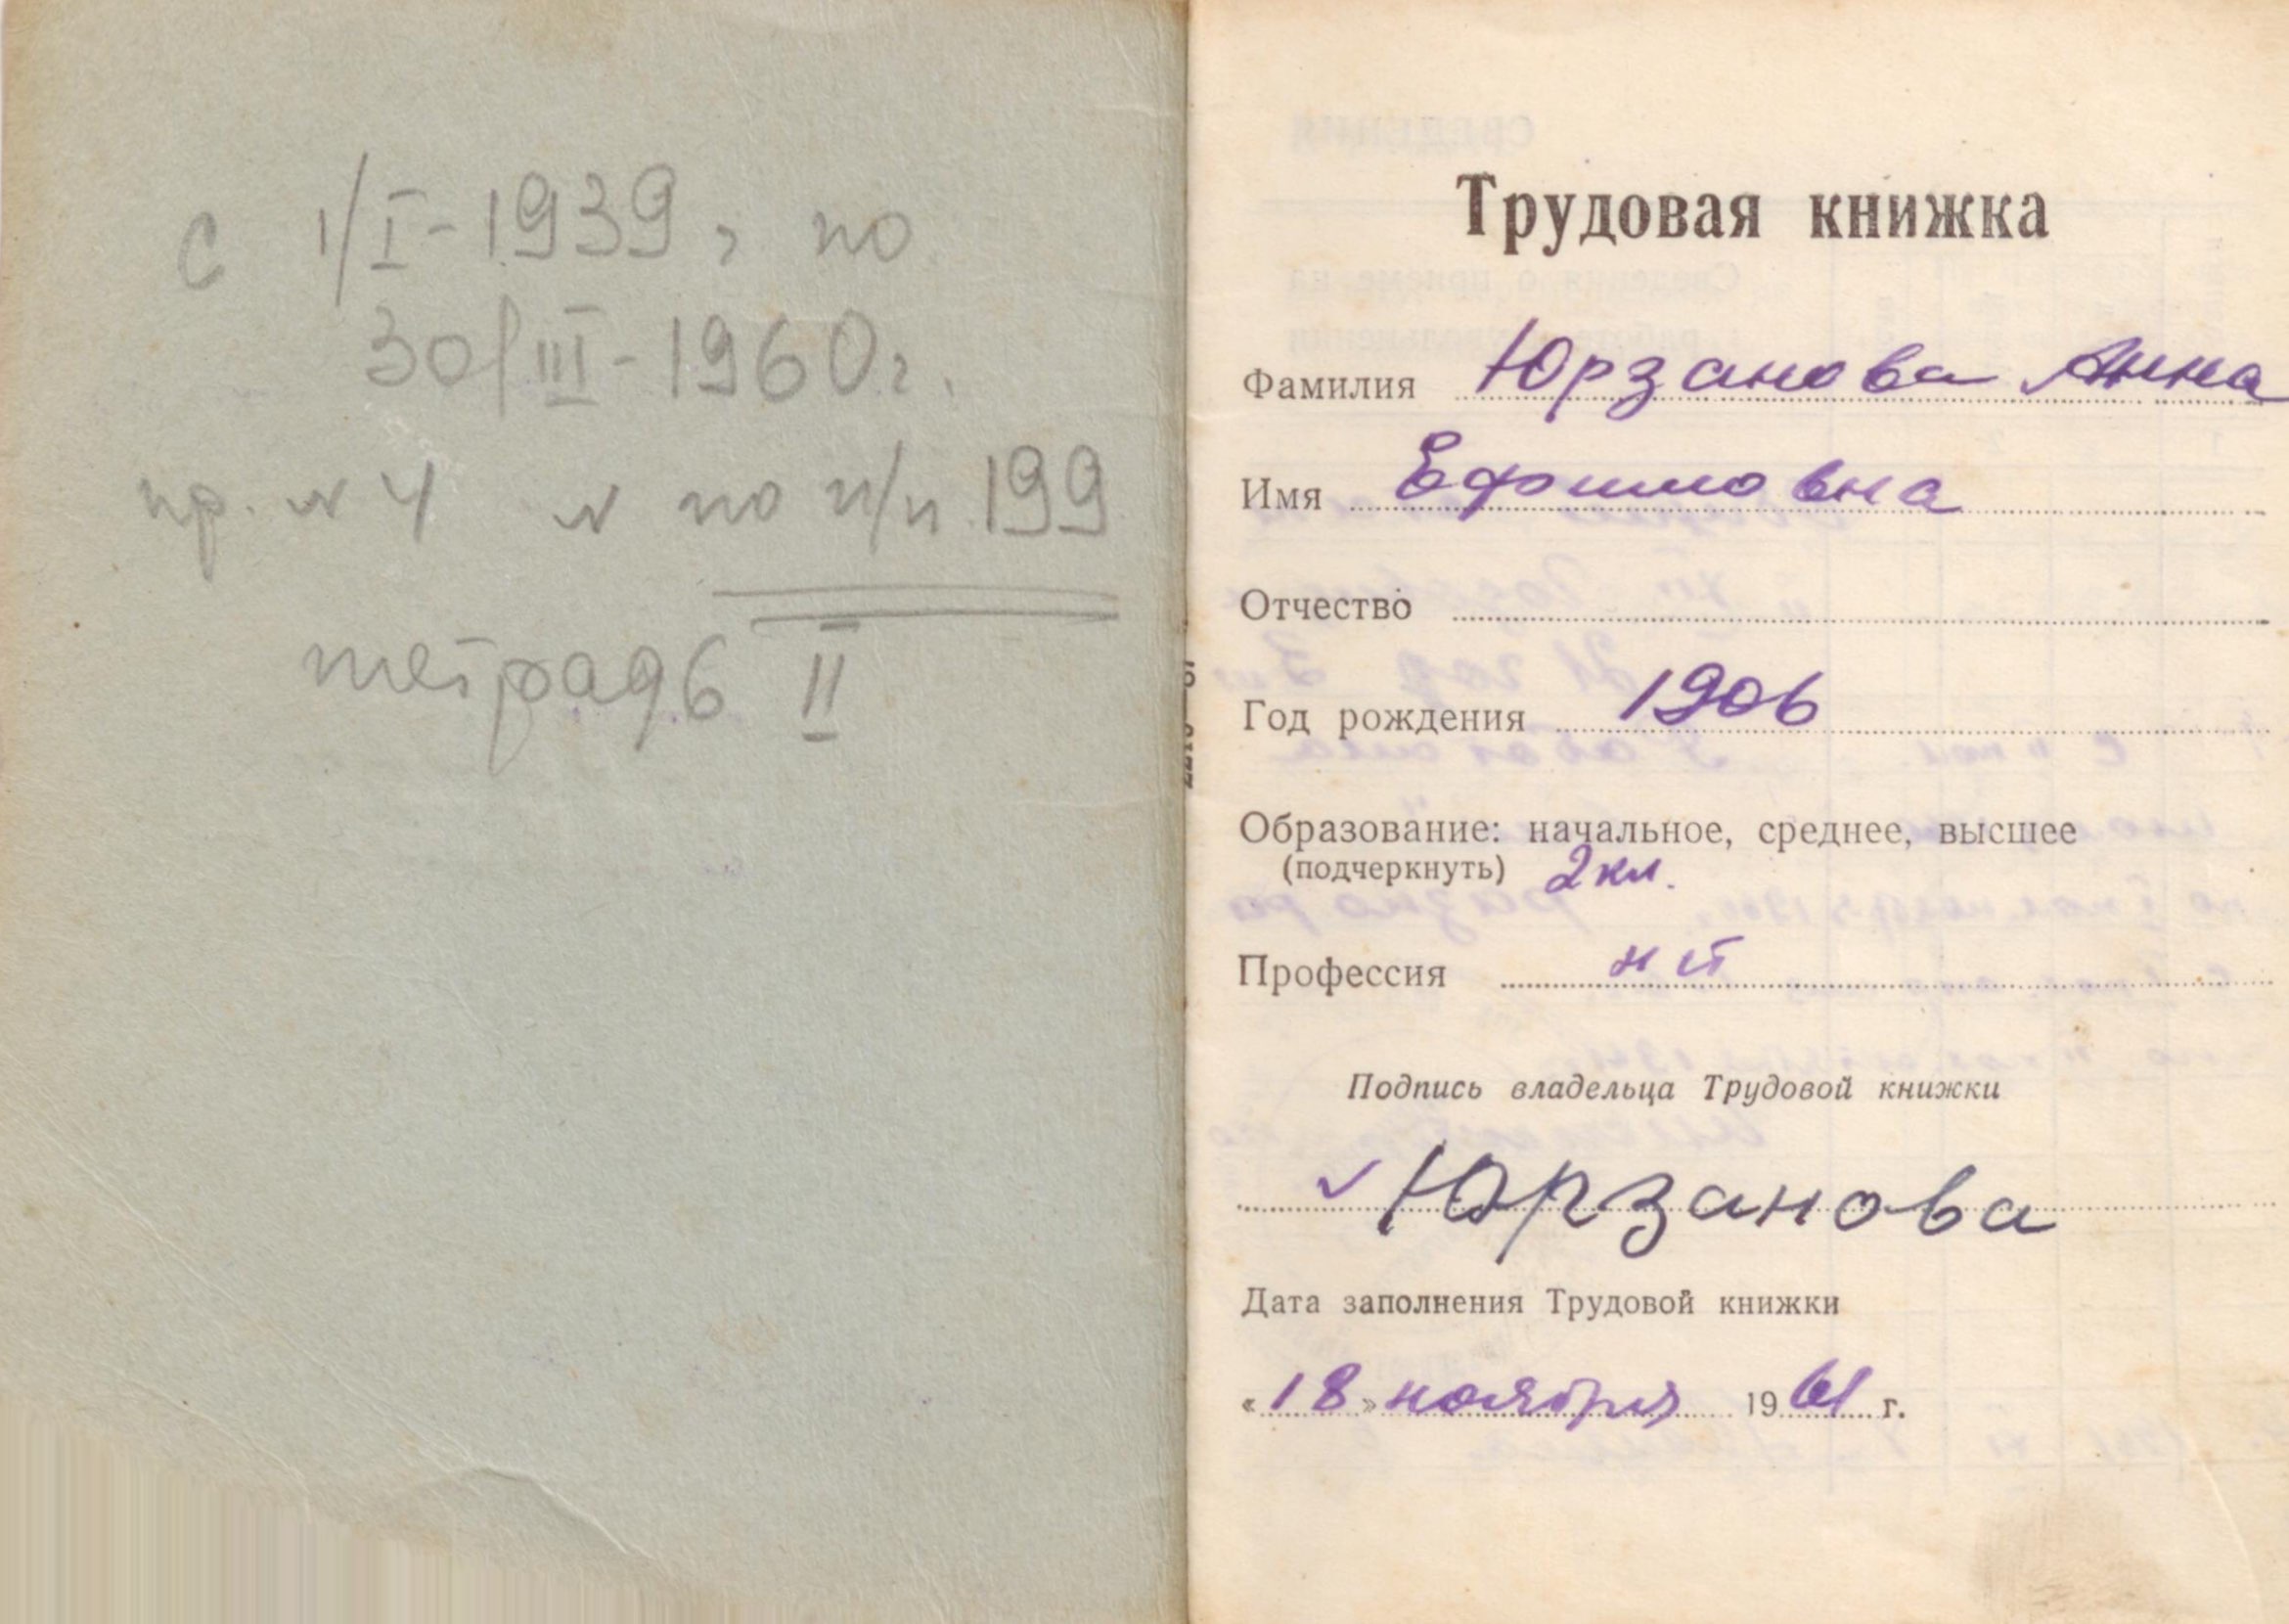 с 1/I-1939 г по
30/III-1960г.
пр. N 4 N по п/п 199
тетрадь II
Трудовая книжка
Фамилия Юрзанова Анна
Имя Ефимовна
Отчество
Год рождения 1906
Образование: начальное, среднее, высшее
(подчеркнуть) 2 кл.
Профессия нет
Подпись владельца Трудовой книжки
Юрзанова
Дата заполнения Трудовой книжки
«18» ноября 1961 г.